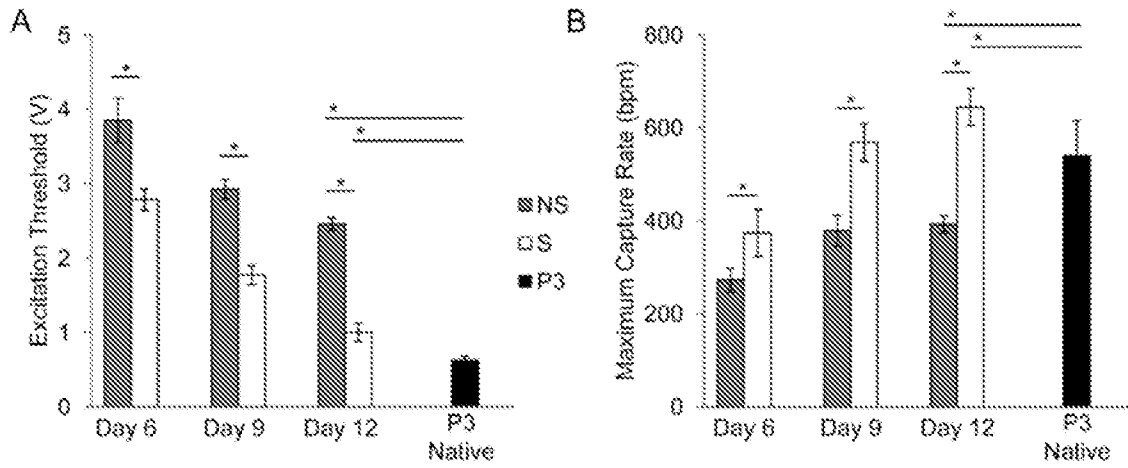 A
5
4
3
2
1
0
Excitation Threshold (V)
*
*
*
*
*
Day 6
Day 9
Day 12
P3
Native
NS
S
P3
B
800
600
400
200
0
Maximum Capture Rate (bpm)
*
*
*
*
*
Day 6
Day 9
Day 12
P3
Native